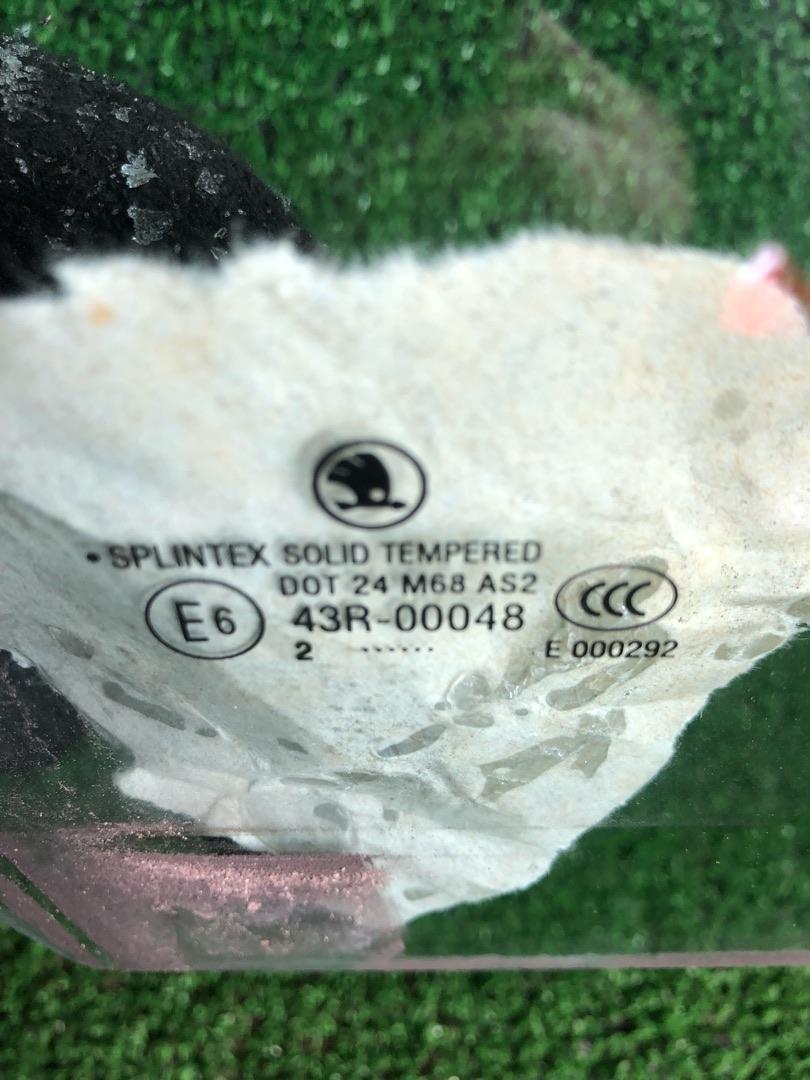 • SPLINTEX SOLID TEMPERED
DOT 24 M68 AS2
E6 43R-00048 CCC
2 ...... E 000292